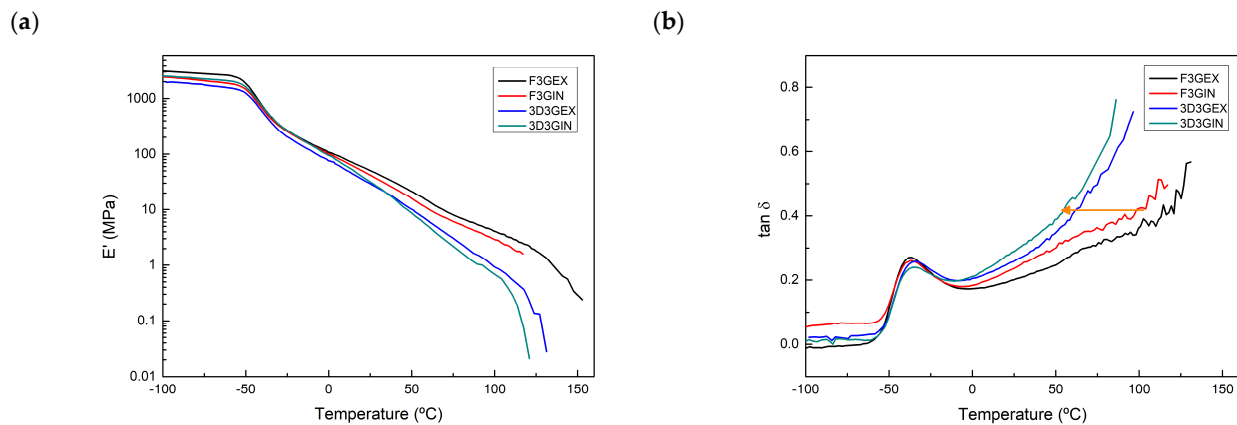 (a)
E' (MPa)
1000
100
10
1
0.1
0.01
-100
-50
0
50
100
150
Temperature (ºC)
F3GEX
F3GIN
3D3GEX
3D3GIN
(b)
tan δ
0.8
0.6
0.4
0.2
0.0
-100
-50
0
50
100
150
Temperature (ºC)
F3GEX
F3GIN
3D3GEX
3D3GIN